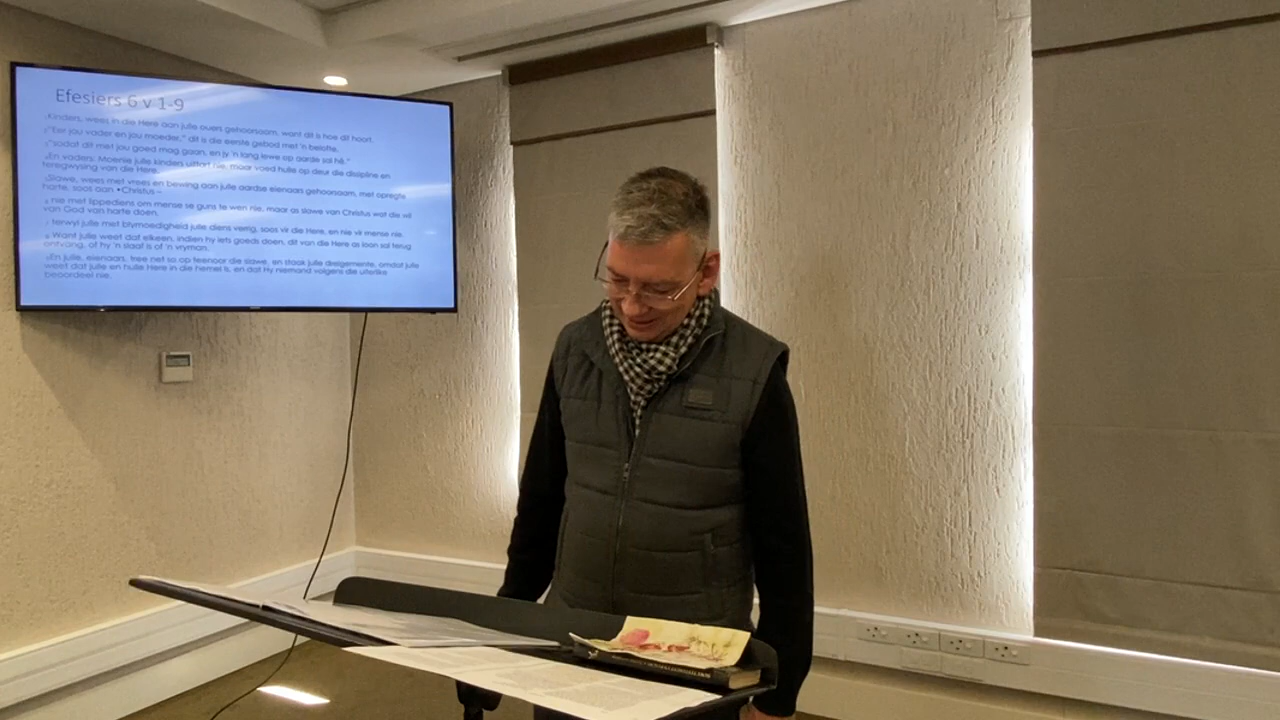 Efesiers 6 v 1-9
1Kinders, wees in die Here aan julle ouers gehoorsaam, want dit is hoe dit hoort.
2"Eer jou vader en jou moeder," dit is die eerste gebod met 'n belofte,
3"sodat dit met jou goed mag gaan, en jy 'n lang lewe op aarde sal hê."
4En vaders: Moenie julle kinders uittart nie, maar voed hulle op deur die dissipline en
teregwysing van die Here.
5Slawe, wees met vrees en bewing aan julle aardse eienaars gehoorsaam, met opregte
harte, soos aan •Christus –
6 nie met lippediens om mense se guns te wen nie, maar as slawe van Christus wat die wil
van God van harte doen,
7 terwyl julle met blymoedigheid julle diens verrig, soos vir die Here, en nie vir mense nie.
8 Want julle weet dat elkeen, indien hy iets goeds doen, dit van die Here as loon sal terug
ontvang, of hy 'n slaaf is of 'n vryman.
9En julle, eienaars, tree net so op teenoor die slawe, en staak julle dreigemente, omdat julle
weet dat julle en hulle Here in die hemel is, en dat Hy niemand volgens die uiterlike
beoordeel nie.